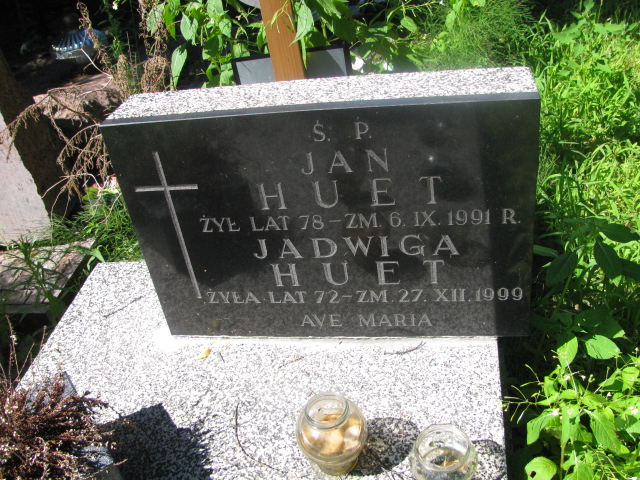 Ś. P.
JAN
HUET
ŻYŁ LAT 78 – ZM. 6. IX. 1991 R.
JADWIGA
HUET
ŻYŁA LAT 72 – ZM. 27. XII. 1999
AVE MARIA